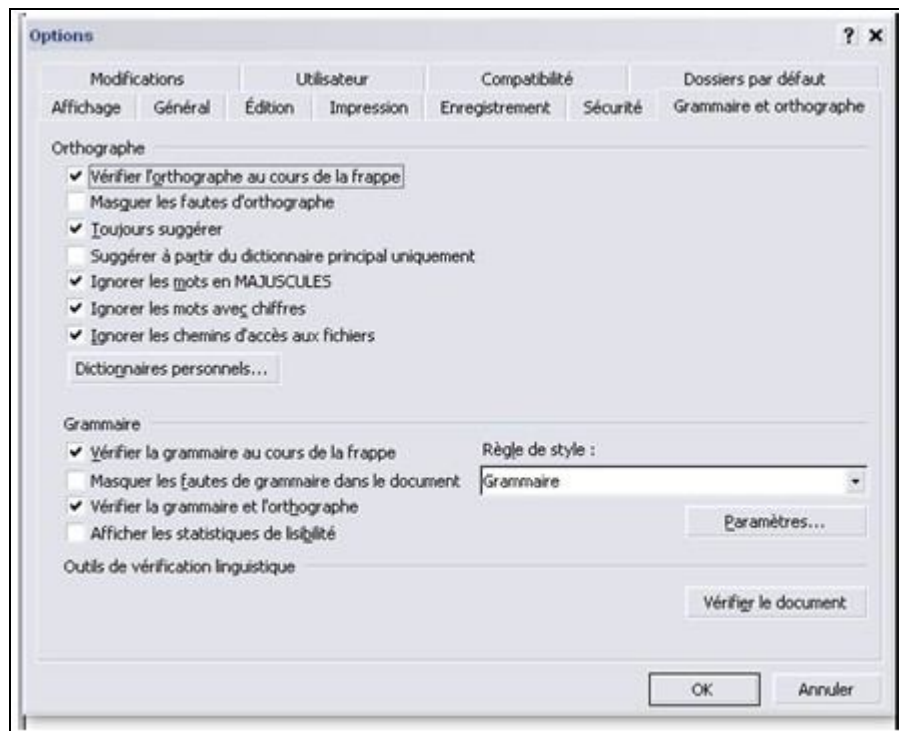 Options
Modifications Utilisateur Compatibilité Dossiers par défaut
Affichage Général Édition Impression Enregistrement Sécurité Grammaire et orthographe
Orthographe
Vérifier l'orthographe au cours de la frappe
Masquer les fautes d'orthographe
Toujours suggérer
Suggérer à partir du dictionnaire principal uniquement
Ignorer les mots en MAJUSCULES
Ignorer les mots avec chiffres
Ignorer les chemins d'accès aux fichiers
Dictionnaires personnels...
Grammaire
Vérifier la grammaire au cours de la frappe Règle de style :
Masquer les fautes de grammaire dans le document Grammaire
Vérifier la grammaire et l'orthographe
Paramètres...
Afficher les statistiques de lisibilité
Outils de vérification linguistique
Vérifier le document
OK Annuler